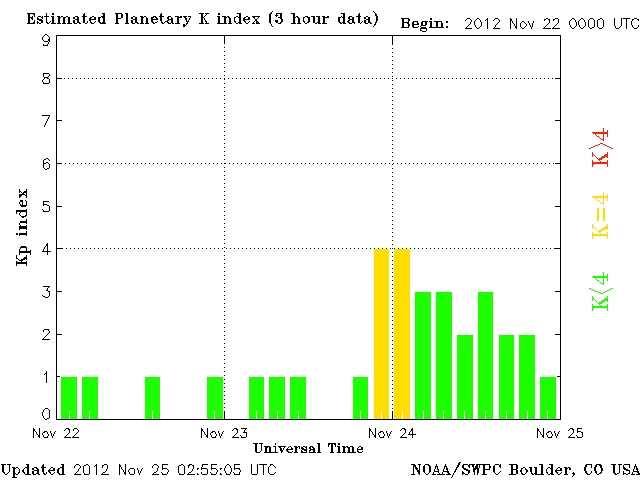 Estimated Planetary K index (3 hour data) Begin: 2012 Nov 22 0000 UTC
9
8
7
6
5
4
3
2
1
0
Kp index
K>4
K=4
K<4
Nov 22 Nov 23 Nov 24 Nov 25
Universal Time
Updated 2012 Nov 25 02:55:05 UTC NOAA/SWPC Boulder, CO USA